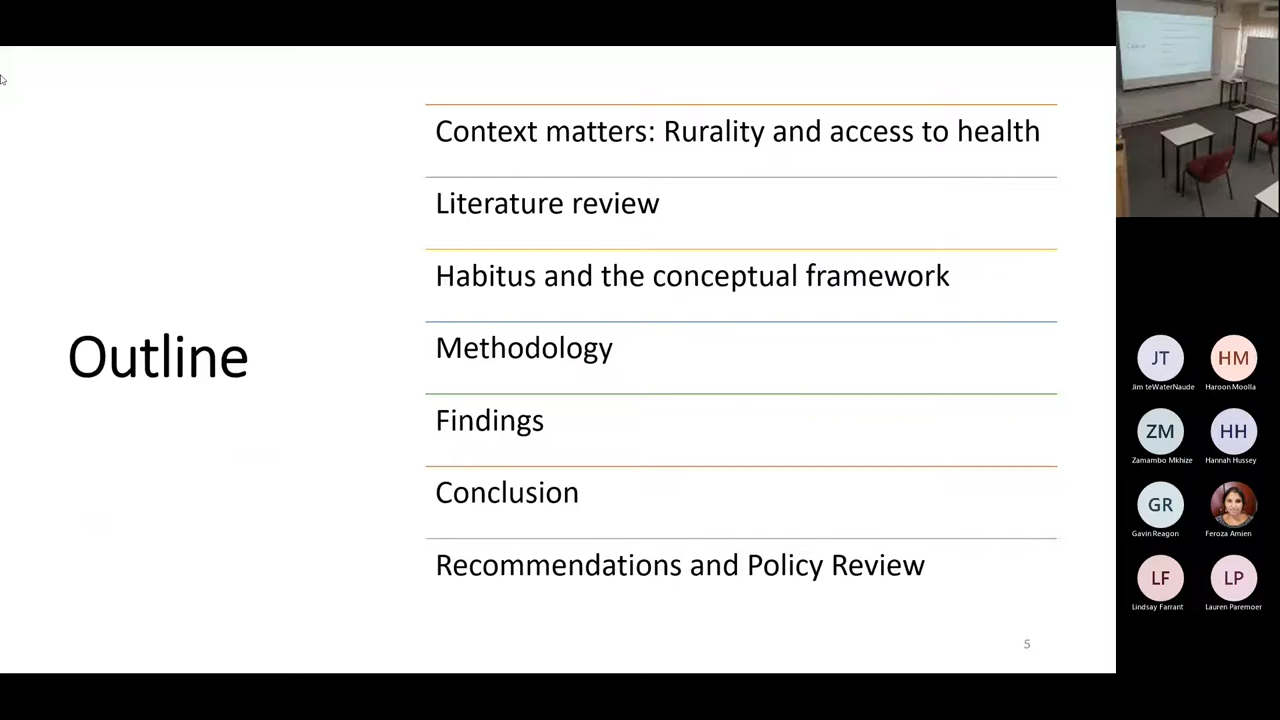 Outline
Context matters: Rurality and access to health
Literature review
Habitus and the conceptual framework
Methodology
Findings
Conclusion
Recommendations and Policy Review
5
JT
HM
Jim teWaterNaude
Haroon Moolla
ZM
HH
Zamambo Mkhize
Hannah Hussey
GR
Gavin Reagon
Feroza Amien
LF
LP
Lindsay Farrant
Lauren Paremoer